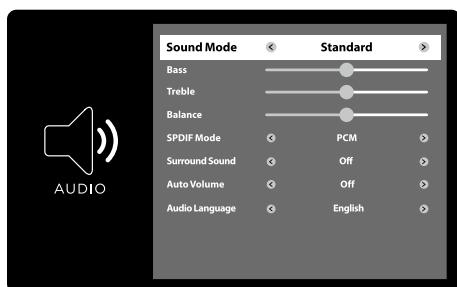 Sound Mode < Standard >
Bass
Treble
Balance
SPDIF Mode < PCM >
Surround Sound < Off >
Auto Volume < Off >
Audio Language < English >
AUDIO